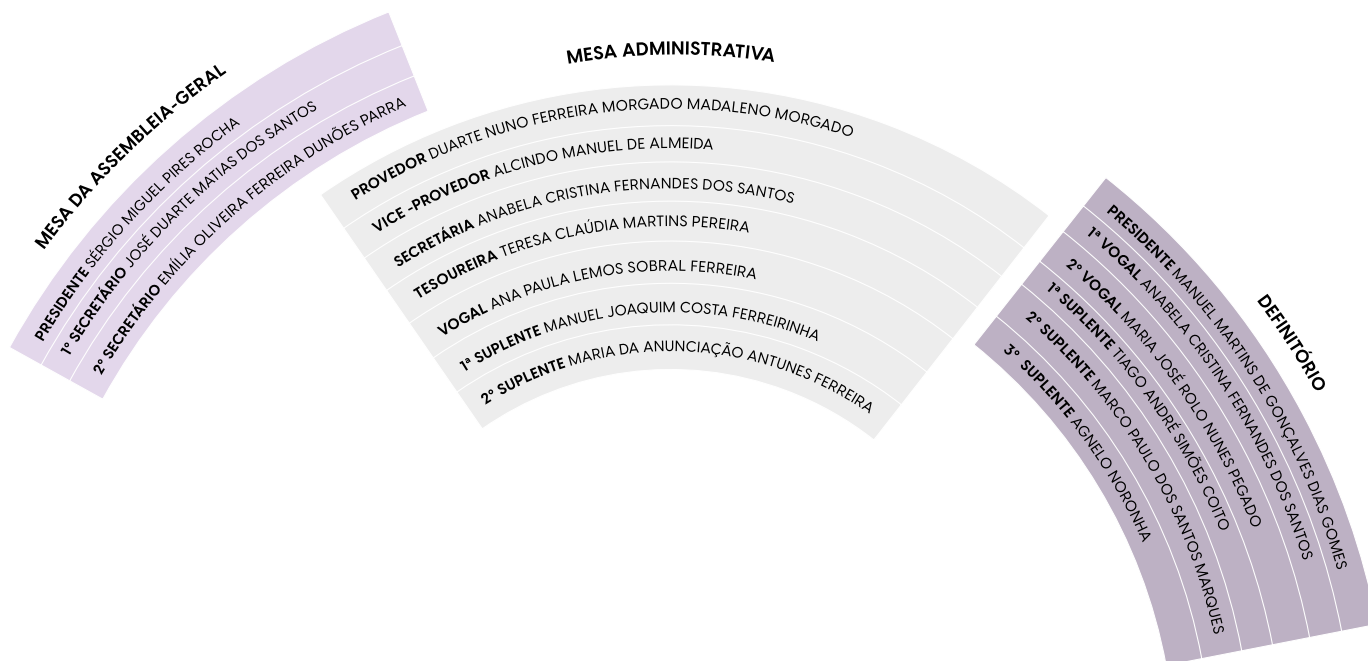 MESA DA ASSEMBLEIA-GERAL
PRESIDENTE SÉRGIO MIGUEL PIRES ROCHA
1º SECRETÁRIO JOSÉ DUARTE MATIAS DOS SANTOS
2º SECRETÁRIO EMÍLIA OLIVEIRA FERREIRA DUNÕES PARRA
MESA ADMINISTRATIVA
PROVEDOR DUARTE NUNO FERREIRA MORGADO MADALENO MORGADO
VICE -PROVEDOR ALCINDO MANUEL DE ALMEIDA
SECRETÁRIA ANABELA CRISTINA FERNANDES DOS SANTOS
TESOUREIRA TERESA CLAÚDIA MARTINS PEREIRA
VOGAL ANA PAULA LEMOS SOBRAL FERREIRA
1ª SUPLENTE MANUEL JOAQUIM COSTA FERREIRINHA
2º SUPLENTE MARIA DA ANUNCIAÇÃO ANTUNES FERREIRA
DEFINITÓRIO
PRESIDENTE MANUEL MARTINS DE GONÇALVES DIAS GOMES
1ª VOGAL ANABELA CRISTINA FERNANDES DOS SANTOS
2º VOGAL MARIA JOSÉ ROLO NUNES PEGADO
1ª SUPLENTE TIAGO ANDRÉ SIMÕES COITO
2º SUPLENTE MARCO PAULO DOS SANTOS MARQUES
3º SUPLENTE AGNELO NORONHA